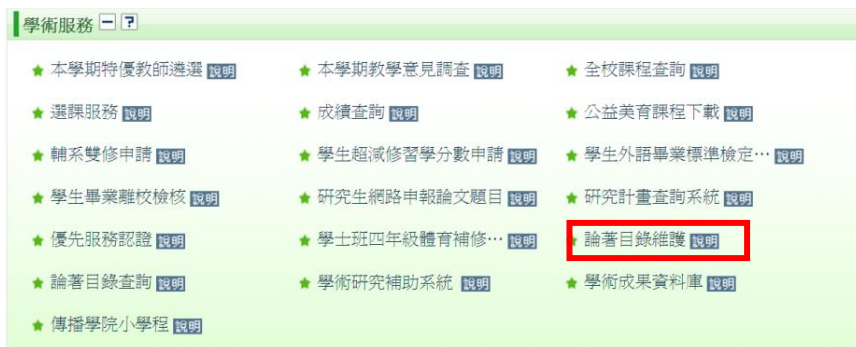 學術服務
本學期特優教師遴選 說明 本學期教學意見調查 說明 全校課程查詢 說明
選課服務 說明 成績查詢 說明 公益美育課程下載 說明
輔系雙修申請 說明 學生超減修習學分數申請 說明 學生外語畢業標準檢定… 說明
學生畢業離校檢核 說明 研究生網路申報論文題目 說明 研究計畫查詢系統 說明
優先服務認證 說明 學士班四年級體育補修… 說明 論著目錄維護 說明
論著目錄查詢 說明 學術研究補助系統 說明 學術成果資料庫 說明
傳播學院小學程 說明